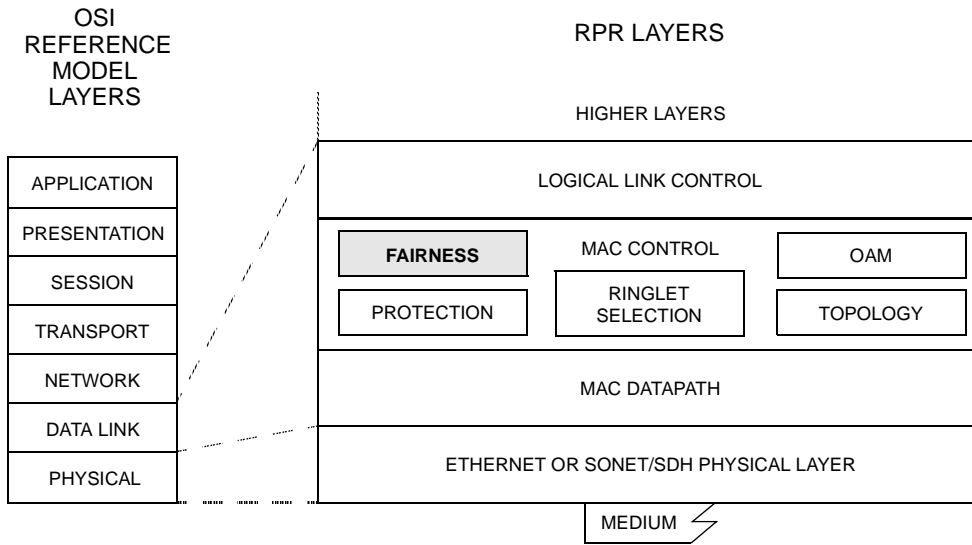 OSI
REFERENCE
MODEL
LAYERS
RPR LAYERS
APPLICATION
PRESENTATION
SESSION
TRANSPORT
NETWORK
DATA LINK
PHYSICAL
HIGHER LAYERS
LOGICAL LINK CONTROL
FAIRNESS
MAC CONTROL
OAM
PROTECTION
RINGLET
SELECTION
TOPOLOGY
MAC DATAPATH
ETHERNET OR SONET/SDH PHYSICAL LAYER
MEDIUM